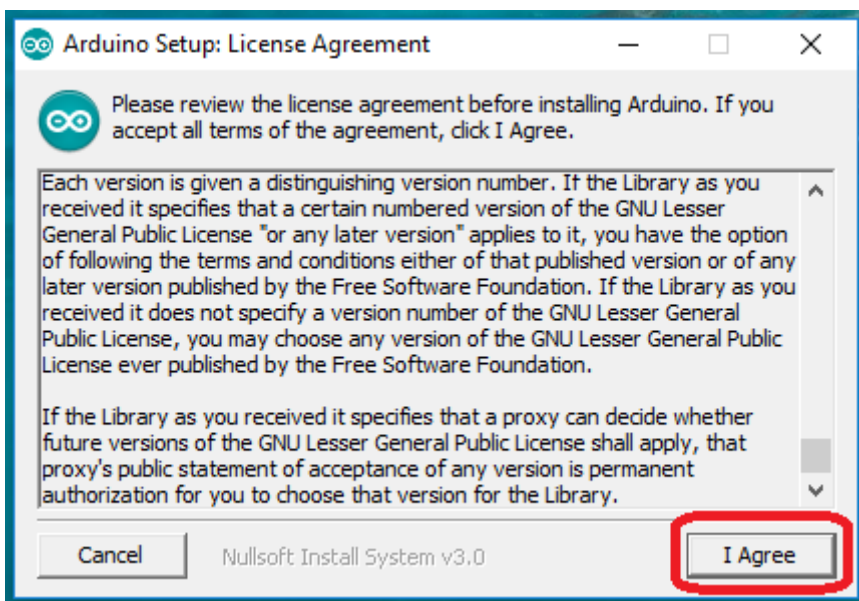 Arduino Setup: License Agreement
Please review the license agreement before installing Arduino. If you
accept all terms of the agreement, click I Agree.
Each version is given a distinguishing version number. If the Library as you
received it specifies that a certain numbered version of the GNU Lesser
General Public License "or any later version" applies to it, you have the option
of following the terms and conditions either of that published version or of any
later version published by the Free Software Foundation. If the Library as you
received it does not specify a version number of the GNU Lesser General
Public License, you may choose any version of the GNU Lesser General Public
License ever published by the Free Software Foundation.
If the Library as you received it specifies that a proxy can decide whether
future versions of the GNU Lesser General Public License shall apply, that
proxy's public statement of acceptance of any version is permanent
authorization for you to choose that version for the Library.
Cancel Nullsoft Install System v3.0 I Agree